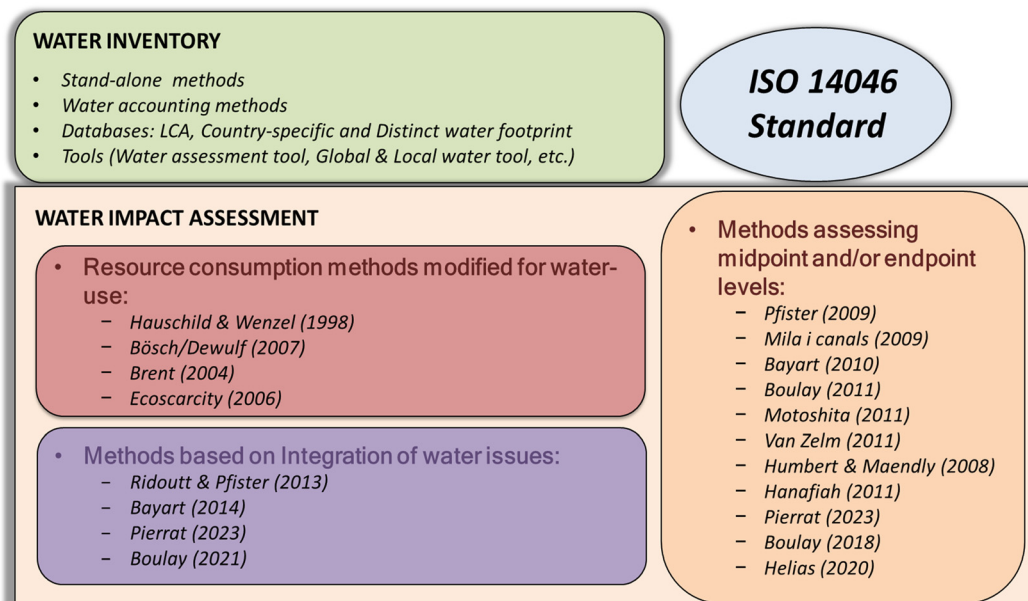 WATER INVENTORY
• Stand-alone methods
• Water accounting methods
• Databases: LCA, Country-specific and Distinct water footprint
• Tools (Water assessment tool, Global & Local water tool, etc.)
ISO 14046
Standard
WATER IMPACT ASSESSMENT
• Resource consumption methods modified for water-
use:
– Hauschild & Wenzel (1998)
– Bösch/Dewulf (2007)
– Brent (2004)
– Ecoscarcity (2006)
• Methods based on Integration of water issues:
– Ridoutt & Pfister (2013)
– Bayart (2014)
– Pierrat (2023)
– Boulay (2021)
• Methods assessing
midpoint and/or endpoint
levels:
– Pfister (2009)
– Mila i canals (2009)
– Bayart (2010)
– Boulay (2011)
– Motoshita (2011)
– Van Zelm (2011)
– Humbert & Maendly (2008)
– Hanafiah (2011)
– Pierrat (2023)
– Boulay (2018)
– Helias (2020)